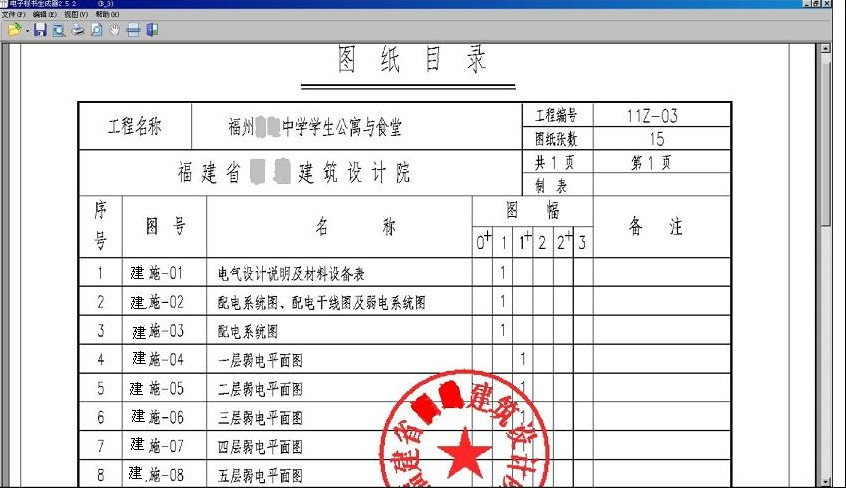 电子标书生成器2.5.2 (B_3)
文件(F) 编辑(E) 视图(V) 帮助(H)
图 纸 目 录
工程名称 福州 中学学生公寓与食堂 工程编号 11Z-03
图纸张数 15
福建省 建筑设计院 共 1 页 第 1 页
制 表
序号 图 号 名 称 图 幅 备 注
0+ 1 1+ 2 2+ 3
1 建施-01 电气设计说明及材料设备表 1
2 建施-02 配电系统图、配电干线图及弱电系统图 1
3 建施-03 配电系统图 1
4 建施-04 一层弱电平面图 1
5 建施-05 二层弱电平面图 1
6 建施-06 三层弱电平面图 1
7 建施-07 四层弱电平面图
8 建施-08 五层弱电平面图
福建省 建筑设计院